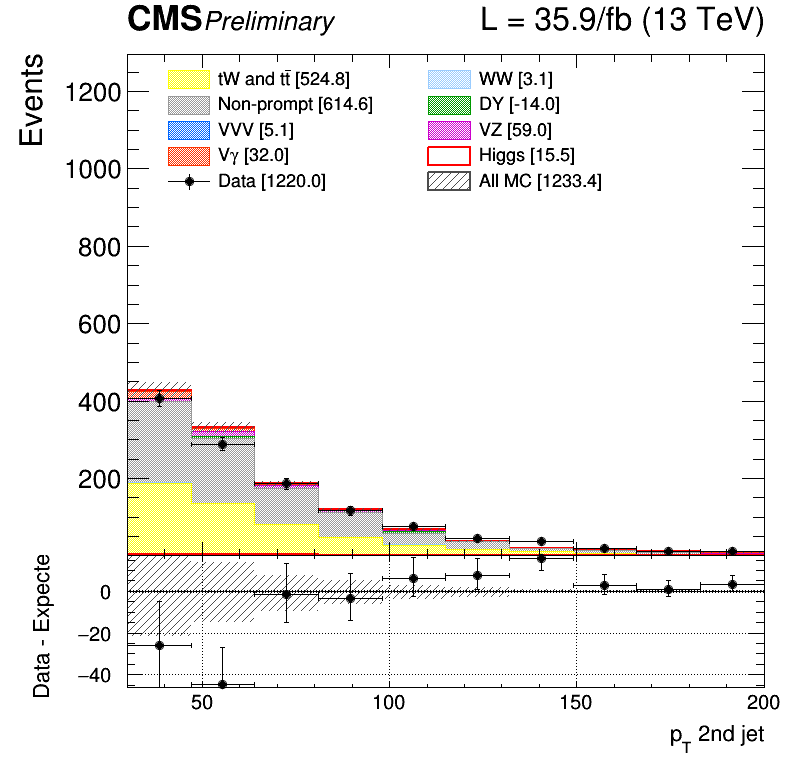 CMS Preliminary L = 35.9/fb (13 TeV)
Events
tW and tt̄ [524.8] WW [3.1]
Non-prompt [614.6] DY [-14.0]
VVV [5.1] VZ [59.0]
Vγ [32.0] Higgs [15.5]
Data [1220.0] All MC [1233.4]
1200
1000
800
600
400
200
Data - Expecte
0
−20
−40
50 100 150 200
p_T 2nd jet